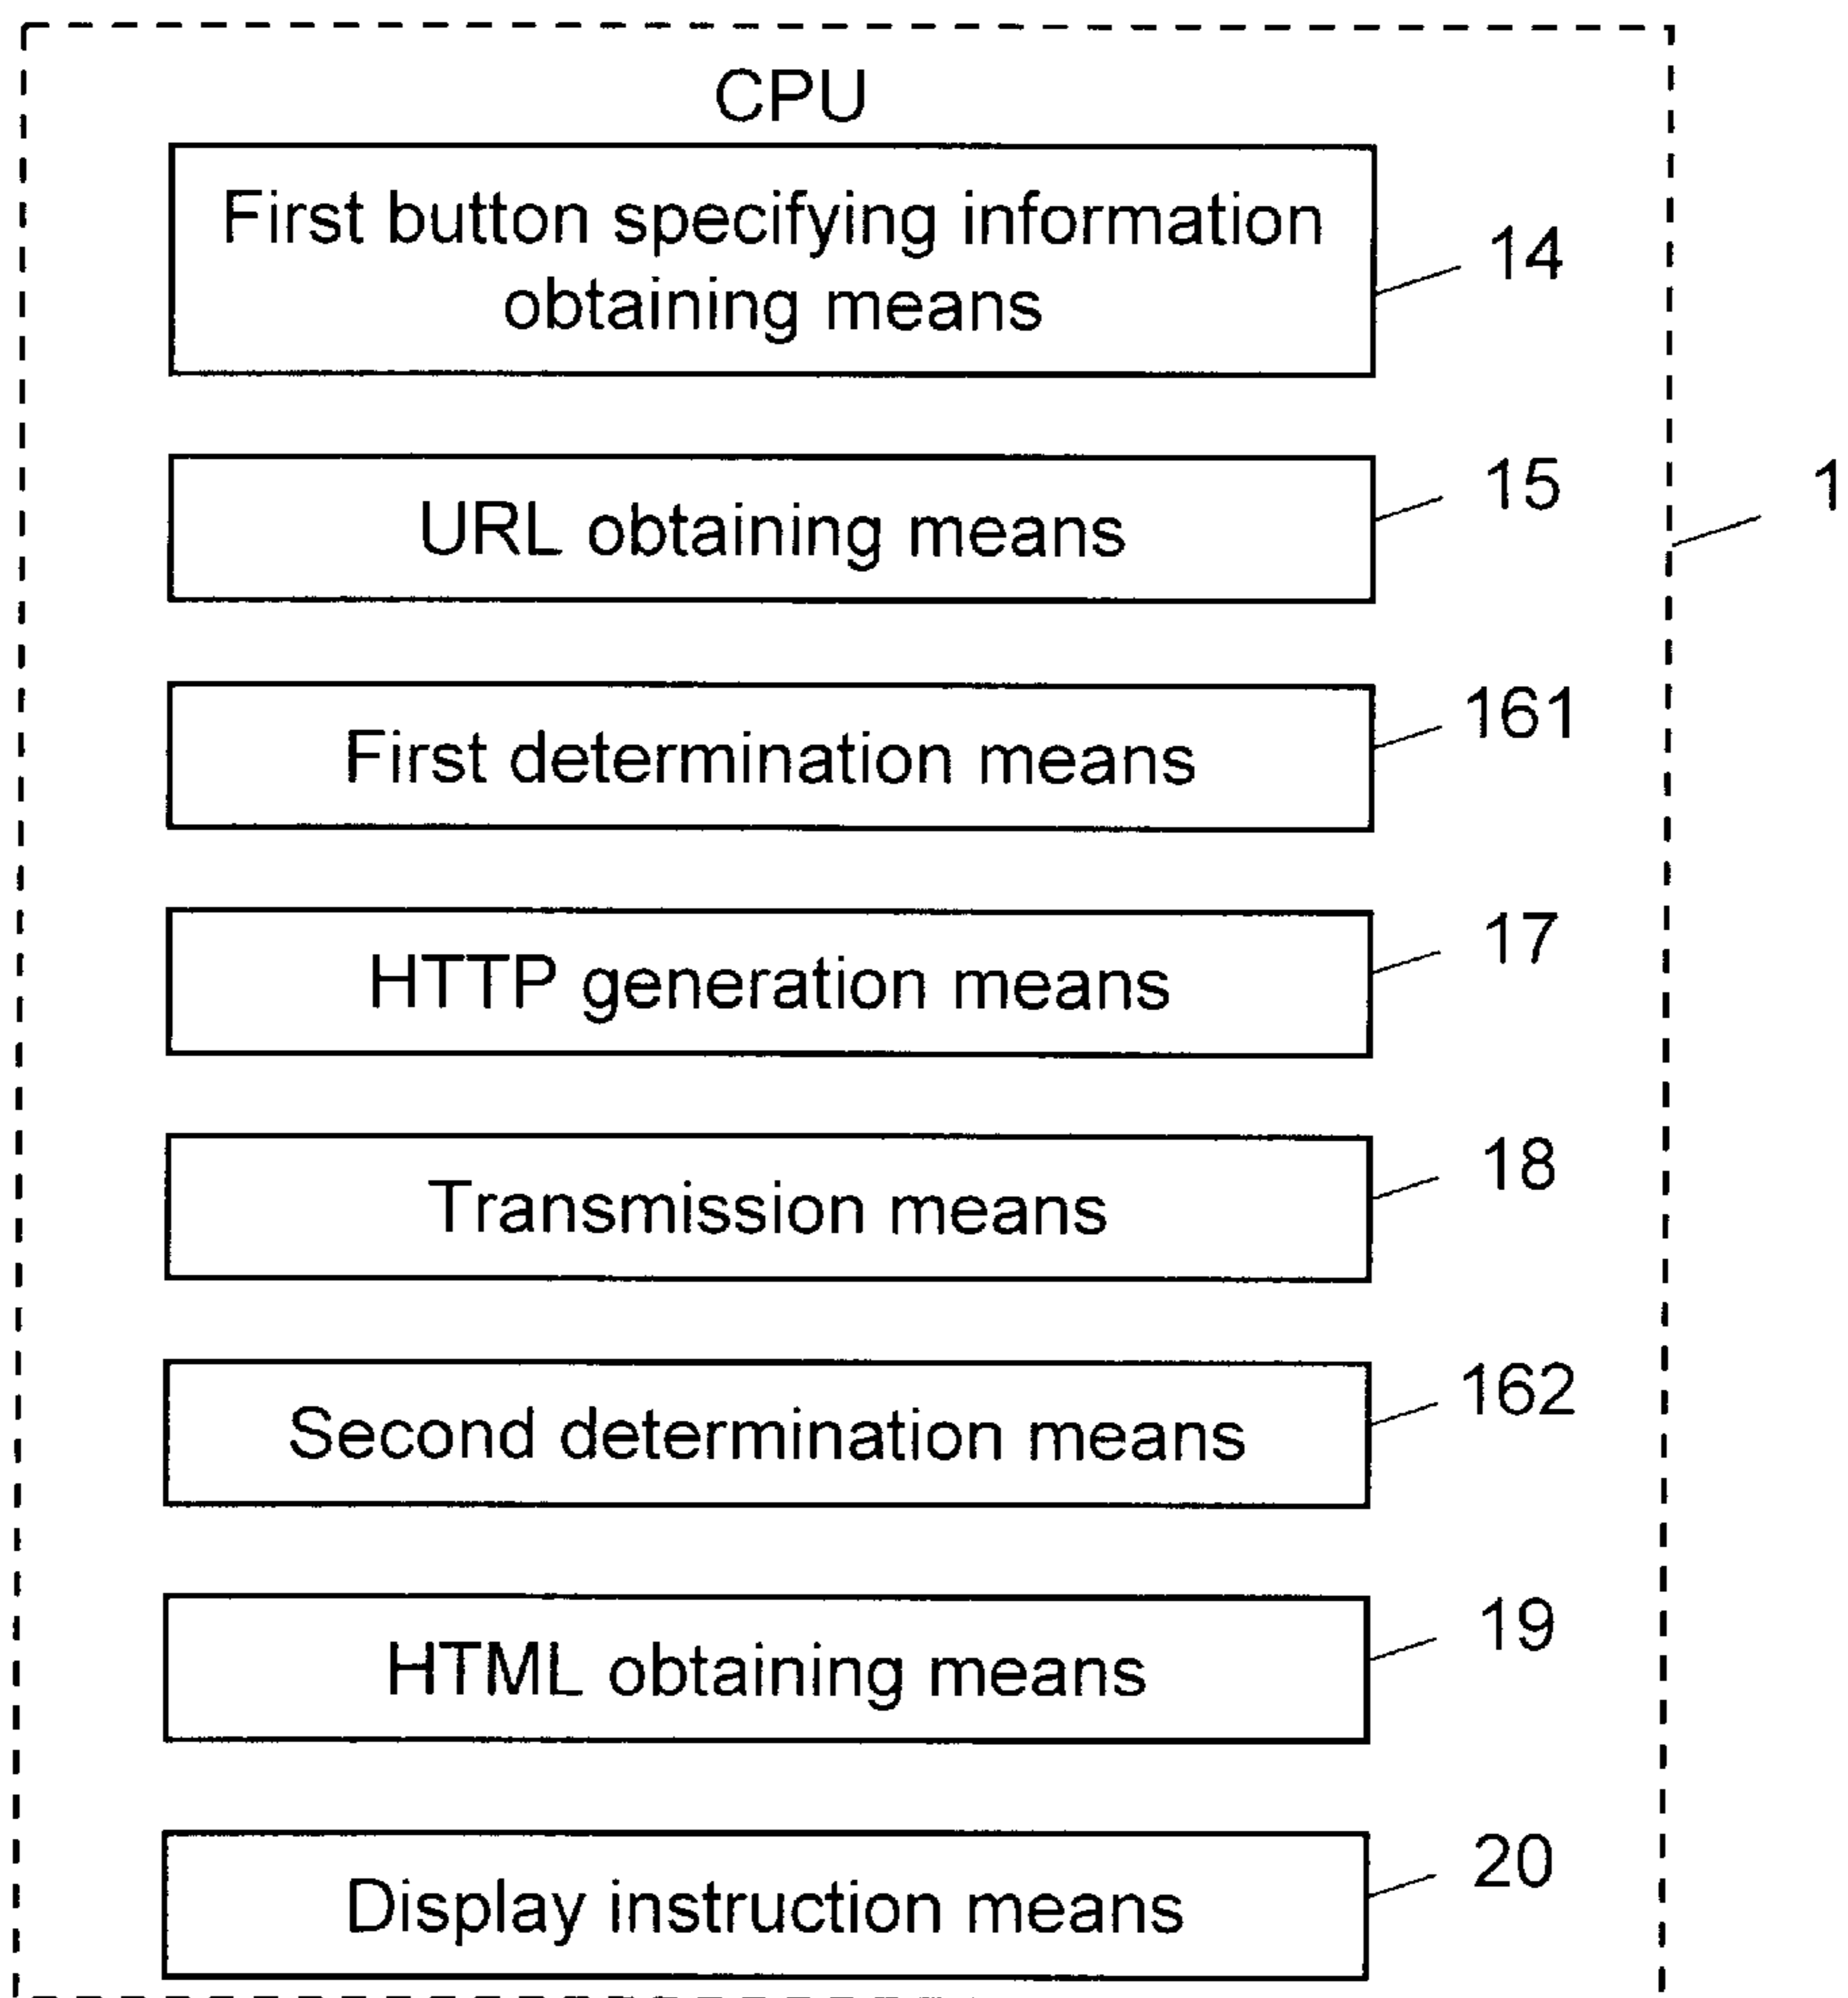 CPU
First button specifying information
obtaining means
14
URL obtaining means
15
1
First determination means
161
HTTP generation means
17
Transmission means
18
Second determination means
162
HTML obtaining means
19
Display instruction means
20